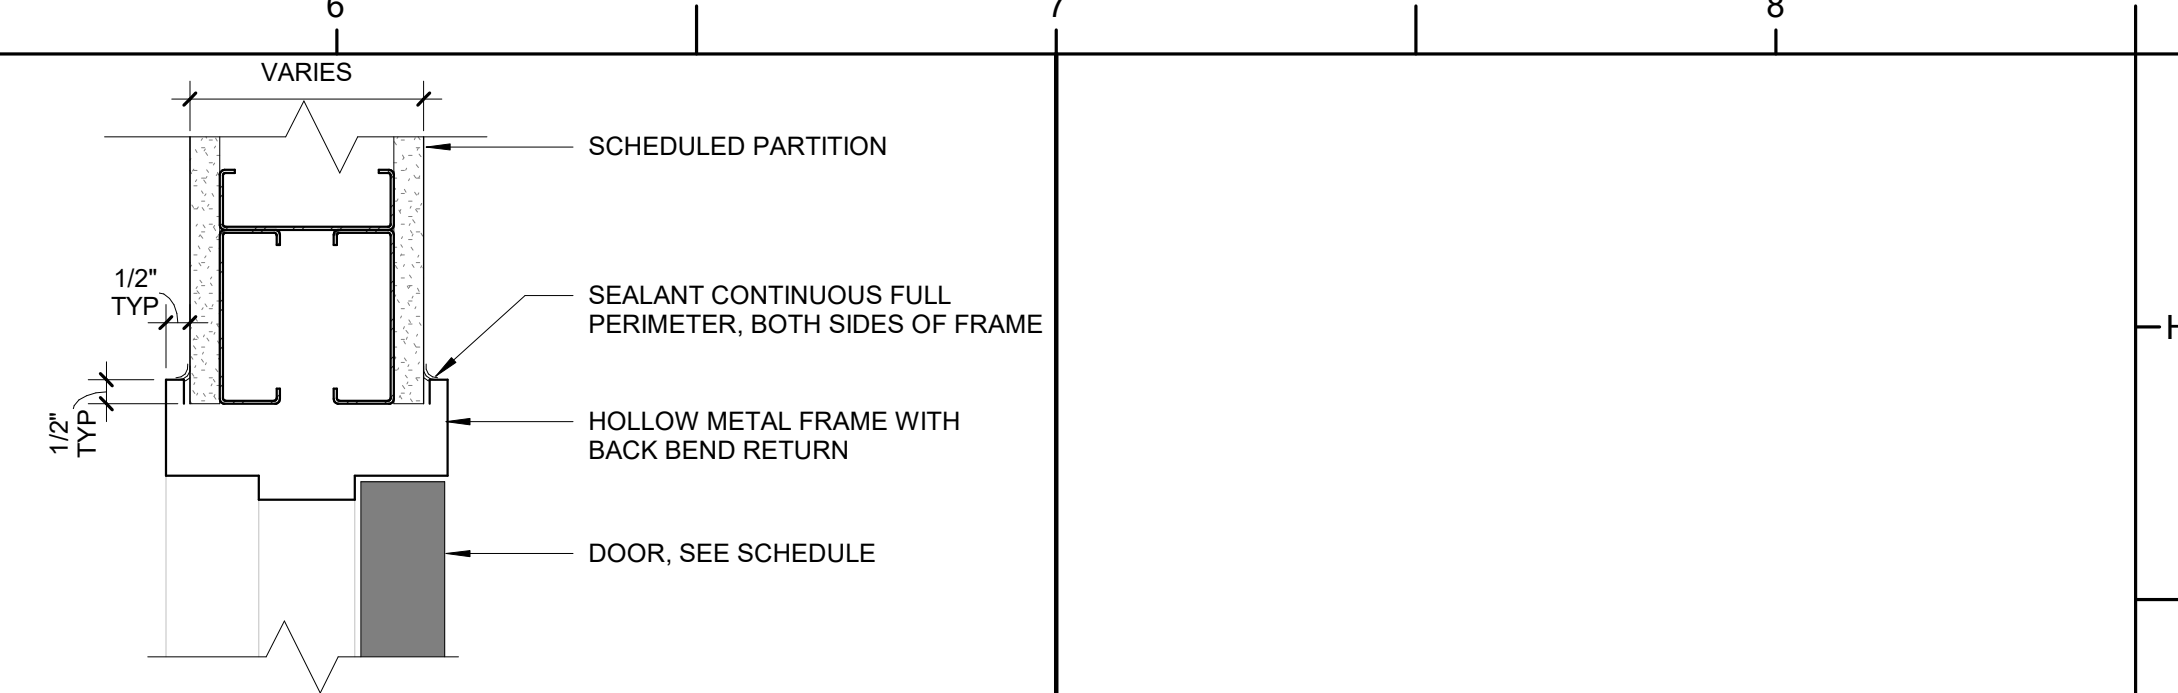 6
7
8
VARIES
SCHEDULED PARTITION
1/2"
TYP
SEALANT CONTINUOUS FULL
PERIMETER, BOTH SIDES OF FRAME
H
1/2"
TYP
HOLLOW METAL FRAME WITH
BACK BEND RETURN
DOOR, SEE SCHEDULE